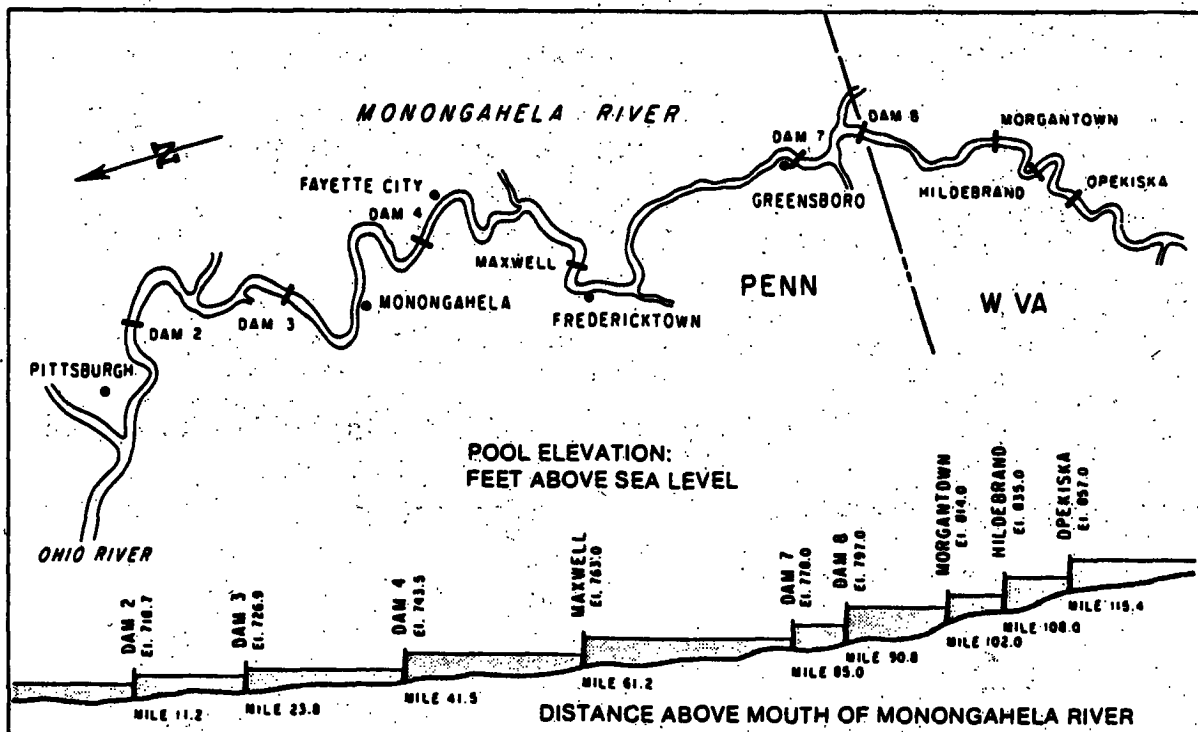 MONONGAHELA RIVER
N
DAM 8
MORGANTOWN
DAM 7
FAYETTE CITY
GREENSBORO
HILDEBRAND
OPEKISKA
DAM 4
MAXWELL
PENN
W VA
MONONGAHELA
FREDERICKTOWN
DAM 3
DAM 2
PITTSBURGH
OHIO RIVER
POOL ELEVATION:
FEET ABOVE SEA LEVEL
DAM 2
El. 718.7
DAM 3
El. 726.9
DAM 4
El. 743.5
MAXWELL
El. 763.0
DAM 7
El. 778.0
DAM 8
El. 797.0
MORGANTOWN
El. 814.0
HILDEBRAND
El. 835.0
OPEKISKA
El. 857.0
MILE 11.2
MILE 23.8
MILE 41.5
MILE 61.2
MILE 85.0
MILE 90.8
MILE 102.0
MILE 108.0
MILE 115.4
DISTANCE ABOVE MOUTH OF MONONGAHELA RIVER